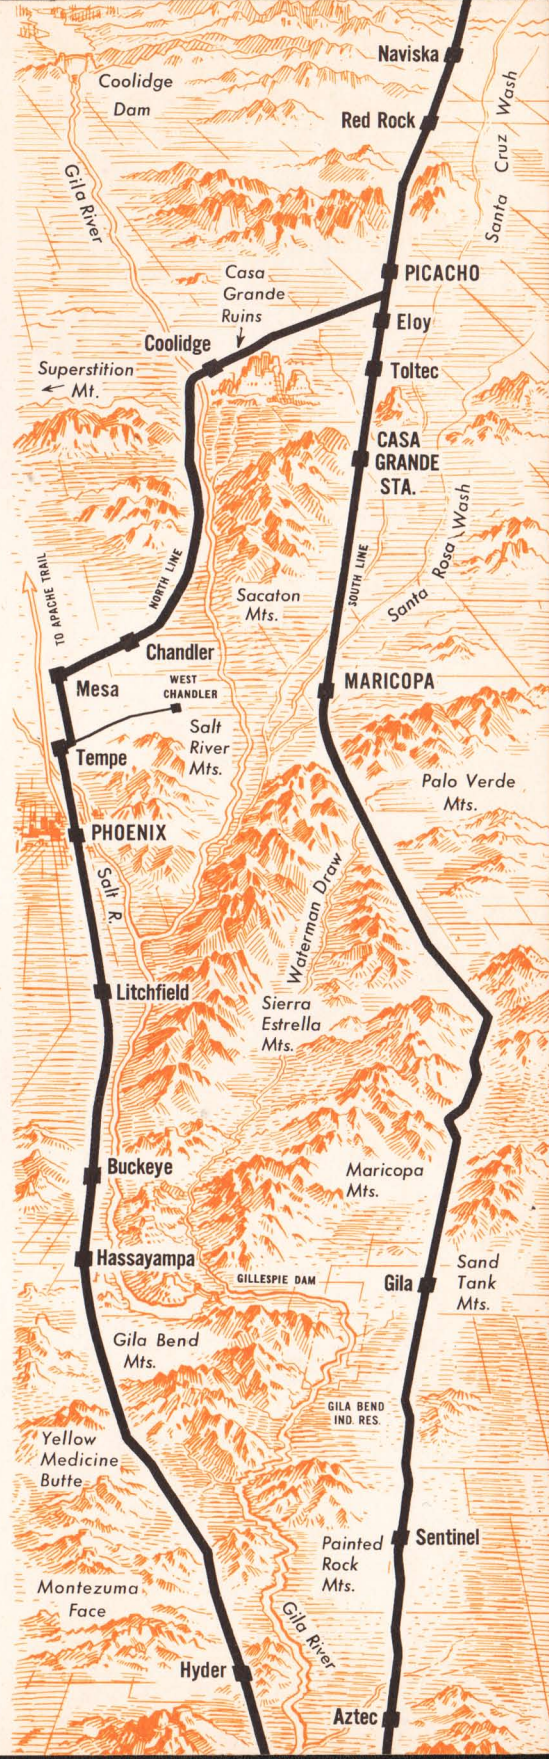 Naviska
Coolidge
Dam
Red Rock
Santa Cruz Wash
Gila River
PICACHO
Casa
Grande
Ruins
Eloy
Coolidge
Toltec
Superstition
Mt.
CASA
GRANDE
STA.
Santa Rosa Wash
TO APACHE TRAIL
NORTH LINE
SOUTH LINE
Sacaton
Mts.
Chandler
Mesa
WEST
CHANDLER
MARICOPA
Salt
River
Mts.
Tempe
Palo Verde
Mts.
PHOENIX
Salt R.
Waterman Draw
Litchfield
Sierra
Estrella
Mts.
Buckeye
Maricopa
Mts.
Hassayampa
GILLESPIE DAM
Gila
Sand
Tank
Mts.
Gila Bend
Mts.
GILA BEND
IND. RES.
Yellow
Medicine
Butte
Sentinel
Painted
Rock
Mts.
Montezuma
Face
Gila River
Hyder
Aztec